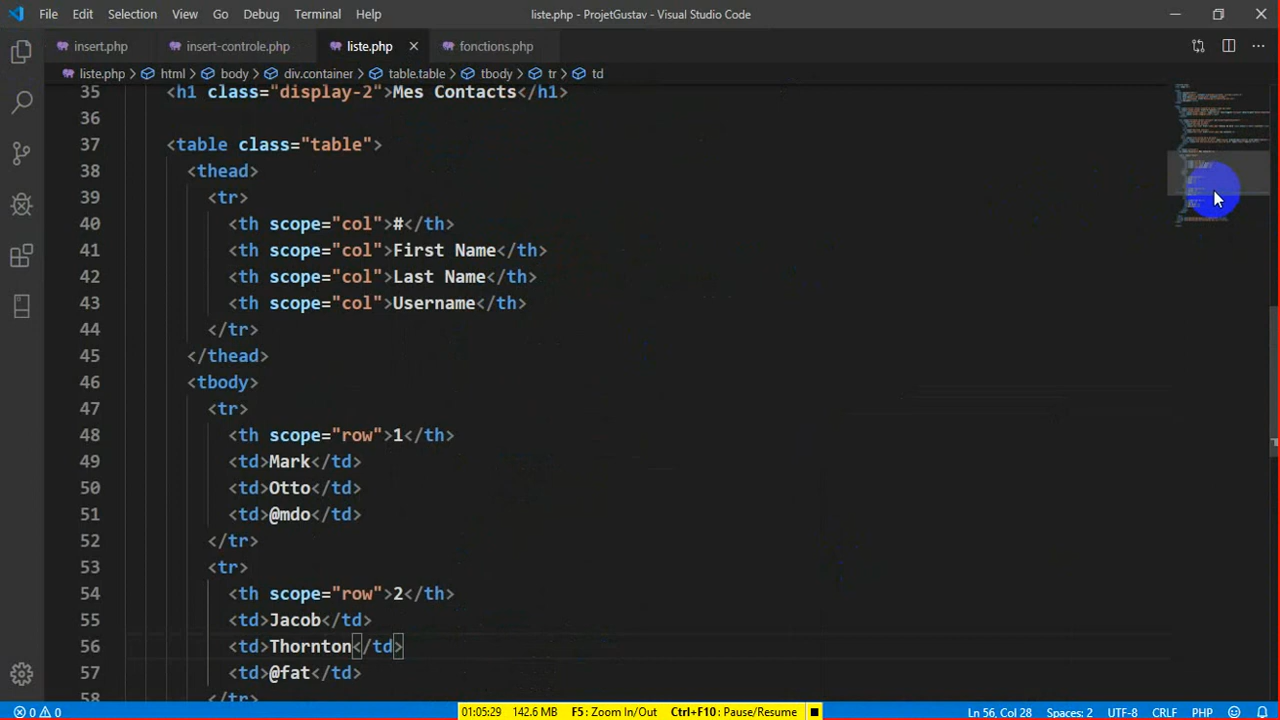 File Edit Selection View Go Debug Terminal Help liste.php - ProjetGustav - Visual Studio Code
insert.php insert-controle.php liste.php fonctions.php
liste.php > html > body > div.container > table.table > tbody > tr > td
35 <h1 class="display-2">Mes Contacts</h1>
36
37 <table class="table">
38 <thead>
39 <tr>
40 <th scope="col">#</th>
41 <th scope="col">First Name</th>
42 <th scope="col">Last Name</th>
43 <th scope="col">Username</th>
44 </tr>
45 </thead>
46 <tbody>
47 <tr>
48 <th scope="row">1</th>
49 <td>Mark</td>
50 <td>Otto</td>
51 <td>@mdo</td>
52 </tr>
53 <tr>
54 <th scope="row">2</th>
55 <td>Jacob</td>
56 <td>Thornton</td>
57 <td>@fat</td>
58 </tr>
0 0 01:05:29 142.6 MB F5: Zoom In/Out Ctrl+F10: Pause/Resume Ln 56, Col 28 Spaces: 2 UTF-8 CRLF PHP